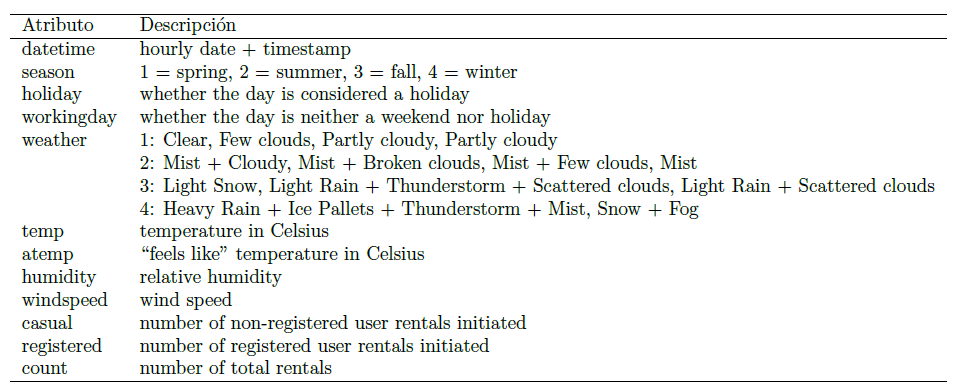 Atributo Descripción
datetime hourly date + timestamp
season 1 = spring, 2 = summer, 3 = fall, 4 = winter
holiday whether the day is considered a holiday
workingday whether the day is neither a weekend nor holiday
weather 1: Clear, Few clouds, Partly cloudy, Partly cloudy
2: Mist + Cloudy, Mist + Broken clouds, Mist + Few clouds, Mist
3: Light Snow, Light Rain + Thunderstorm + Scattered clouds, Light Rain + Scattered clouds
4: Heavy Rain + Ice Pallets + Thunderstorm + Mist, Snow + Fog
temp temperature in Celsius
atemp “feels like” temperature in Celsius
humidity relative humidity
windspeed wind speed
casual number of non-registered user rentals initiated
registered number of registered user rentals initiated
count number of total rentals